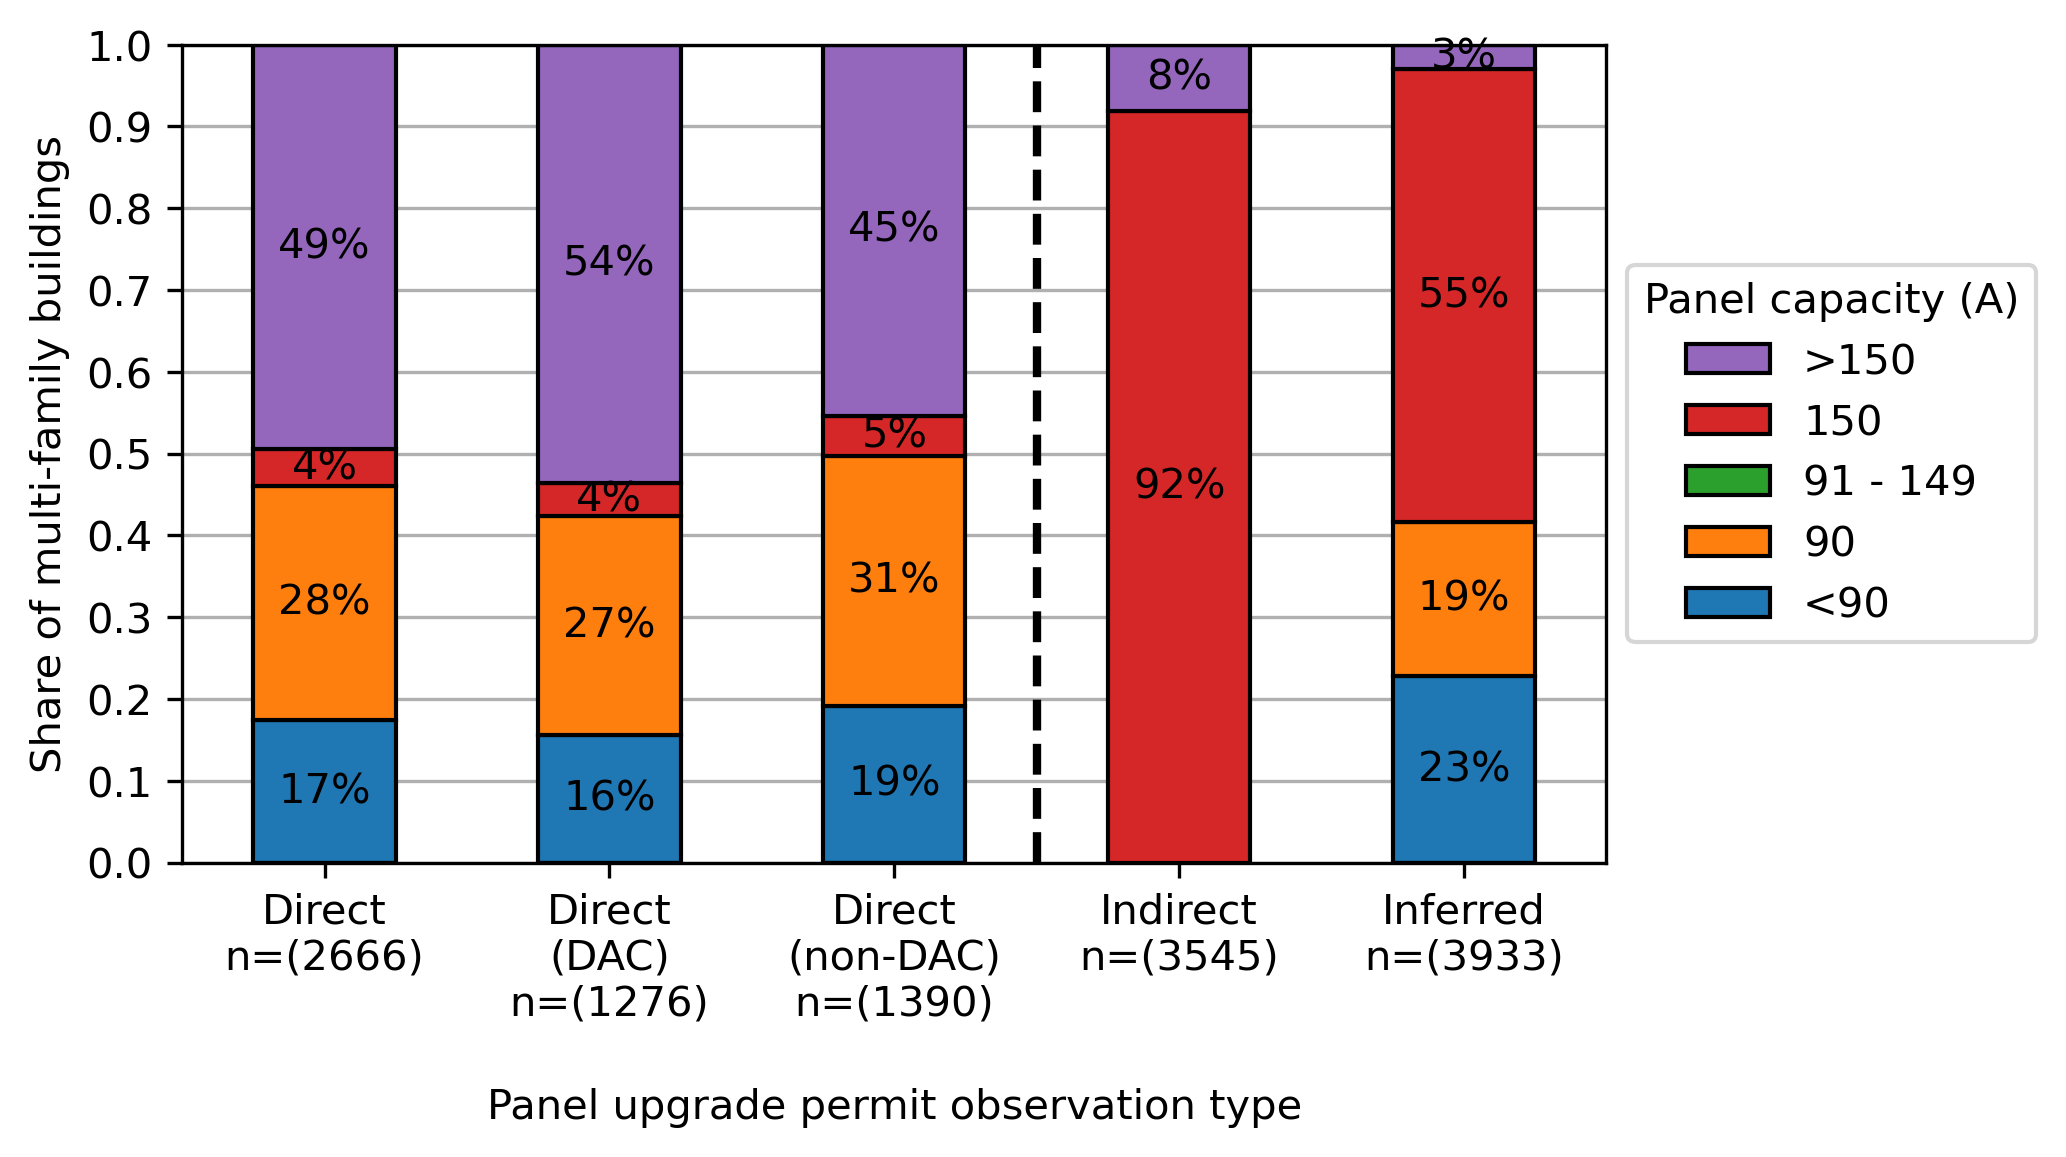 1.0
0.9
0.8
0.7
0.6
0.5
0.4
0.3
0.2
0.1
0.0
Share of multi-family buildings
49%
4%
28%
17%
54%
4%
27%
16%
45%
5%
31%
19%
8%
92%
3%
55%
19%
23%
Direct
n=(2666)
Direct
(DAC)
n=(1276)
Direct
(non-DAC)
n=(1390)
Indirect
n=(3545)
Inferred
n=(3933)
Panel upgrade permit observation type
Panel capacity (A)
>150
150
91 - 149
90
<90